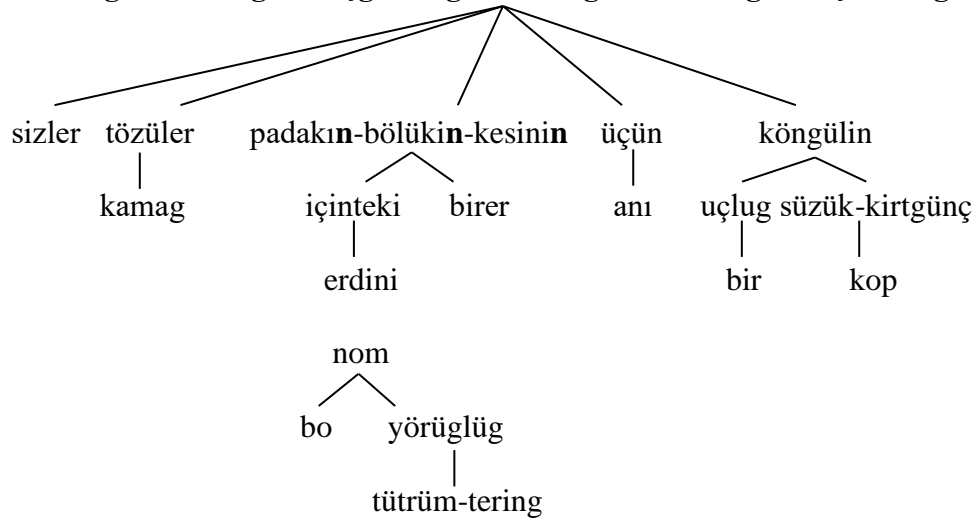 sizler tözüler padakın-bölükin-kesinin üçün köngülin
kamag içinteki birer anı uçlug süzük-kirtgünç
erdini bir kop
nom
bo yörüglüg
tütrüm-tering